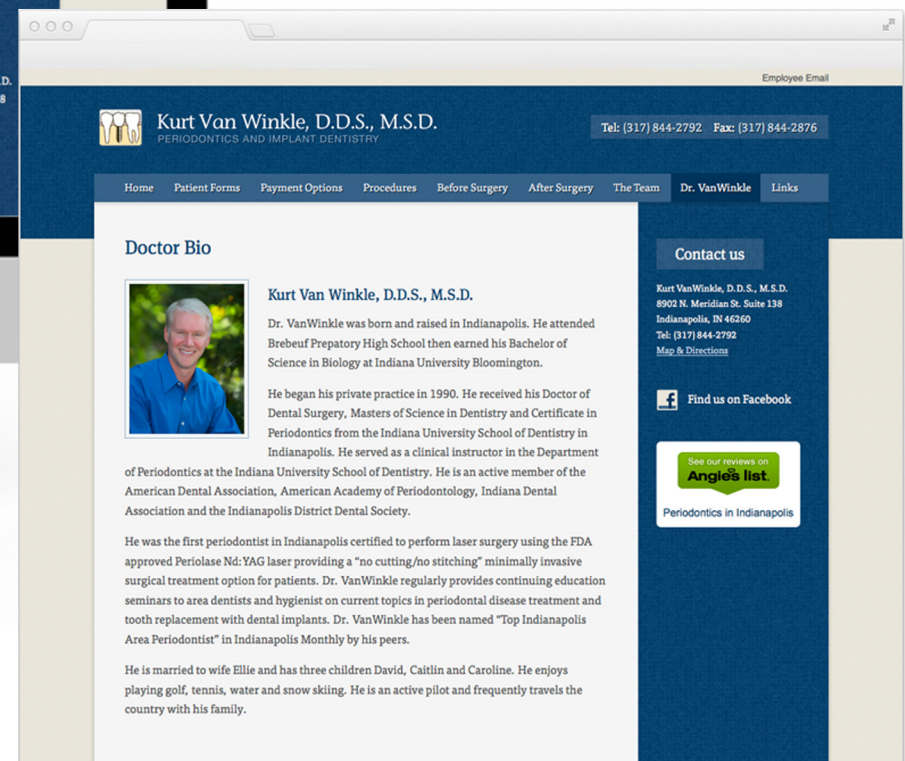 D.
8
Employee Email
Kurt Van Winkle, D.D.S., M.S.D.
PERIODONTICS AND IMPLANT DENTISTRY
Tel: (317) 844-2792 Fax: (317) 844-2876
Home Patient Forms Payment Options Procedures Before Surgery After Surgery The Team Dr. VanWinkle Links
Doctor Bio
Kurt Van Winkle, D.D.S., M.S.D.
Dr. VanWinkle was born and raised in Indianapolis. He attended
Brebeuf Prepatory High School then earned his Bachelor of
Science in Biology at Indiana University Bloomington.
He began his private practice in 1990. He received his Doctor of
Dental Surgery, Masters of Science in Dentistry and Certificate in
Periodontics from the Indiana University School of Dentistry in
Indianapolis. He served as a clinical instructor in the Department
of Periodontics at the Indiana University School of Dentistry. He is an active member of the
American Dental Association, American Academy of Periodontology, Indiana Dental
Association and the Indianapolis District Dental Society.
He was the first periodontist in Indianapolis certified to perform laser surgery using the FDA
approved Periolase Nd:YAG laser providing a “no cutting/no stitching” minimally invasive
surgical treatment option for patients. Dr. VanWinkle regularly provides continuing education
seminars to area dentists and hygienist on current topics in periodontal disease treatment and
tooth replacement with dental implants. Dr. VanWinkle has been named “Top Indianapolis
Area Periodontist” in Indianapolis Monthly by his peers.
He is married to wife Ellie and has three children David, Caitlin and Caroline. He enjoys
playing golf, tennis, water and snow skiing. He is an active pilot and frequently travels the
country with his family.
Contact us
Kurt VanWinkle, D.D.S., M.S.D.
8902 N. Meridian St. Suite 138
Indianapolis, IN 46260
Tel: (317) 844-2792
Map & Directions
f Find us on Facebook
See our reviews on
Angie's list.
Periodontics in Indianapolis